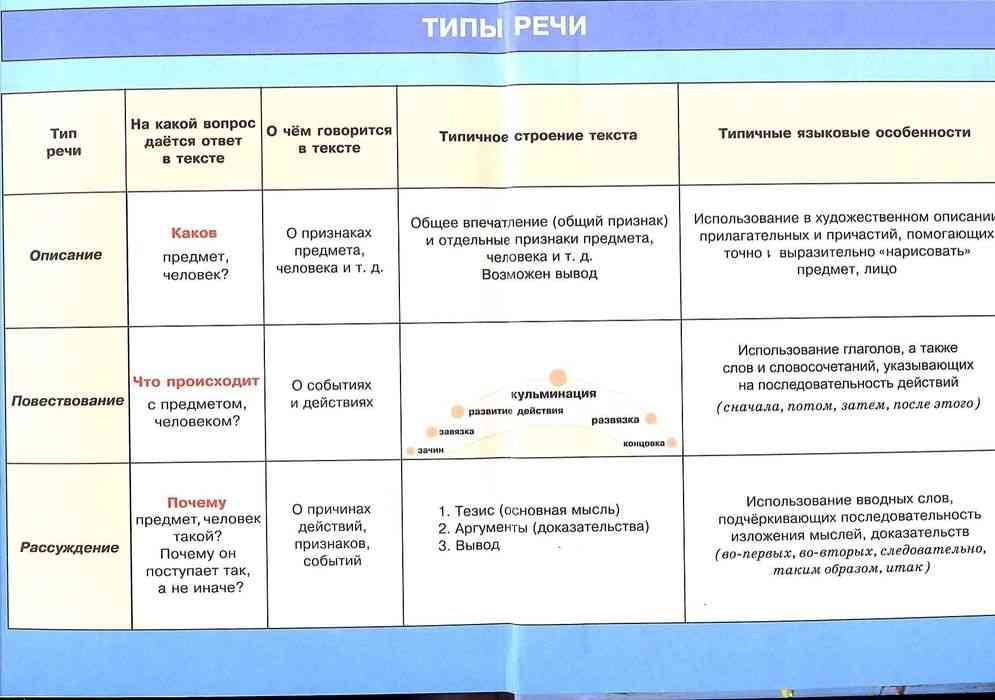 ТИПЫ РЕЧИ
Тип
речи
На какой вопрос
даётся ответ
в тексте
О чём говорится
в тексте
Типичное строение текста
Типичные языковые особенности
Описание
Каков
предмет,
человек?
О признаках
предмета,
человека и т. д.
Общее впечатление (общий признак)
и отдельные признаки предмета,
человека и т. д.
Возможен вывод
Использование в художественном описании
прилагательных и причастий, помогающих
точно и выразительно «нарисовать»
предмет, лицо
Повествование
Что происходит
с предметом,
человеком?
О событиях
и действиях
кульминация
развитие действия
развязка
завязка
концовка
зачин
Использование глаголов, а также
слов и словосочетаний, указывающих
на последовательность действий
(сначала, потом, затем, после этого)
Рассуждение
Почему
предмет, человек
такой?
Почему он
поступает так,
а не иначе?
О причинах
действий,
признаков,
событий
1. Тезис (основная мысль)
2. Аргументы (доказательства)
3. Вывод
Использование вводных слов,
подчёркивающих последовательность
изложения мыслей, доказательств
(во-первых, во-вторых, следовательно,
таким образом, итак)